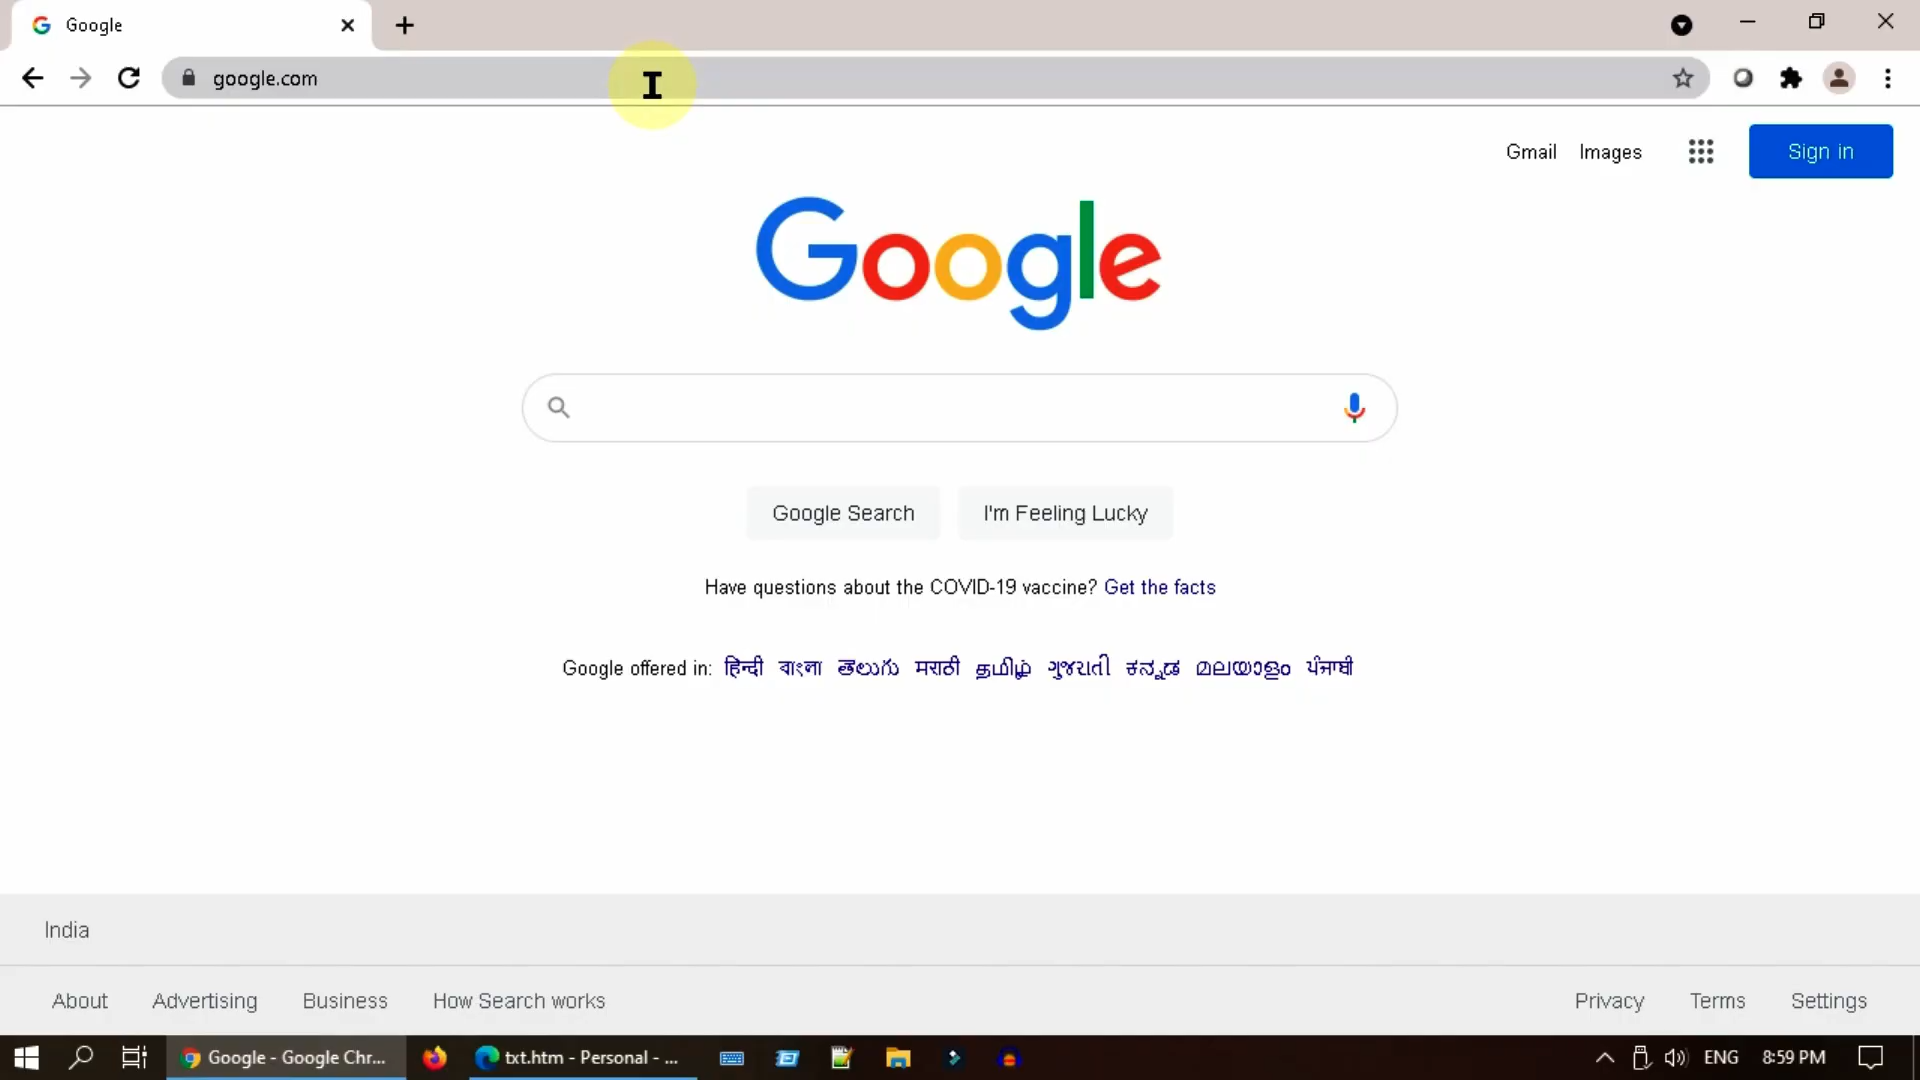 Google
google.com
Gmail Images Sign in
Google
Google Search I'm Feeling Lucky
Have questions about the COVID-19 vaccine? Get the facts
Google offered in: हिन्दी বাংলা తెలుగు मराठी தமிழ் ગુજરાતી ಕನ್ನಡ മലയാളം ਪੰਜਾਬੀ
India
About Advertising Business How Search works Privacy Terms Settings
Google - Google Chr... txt.htm - Personal - ... ENG 8:59 PM